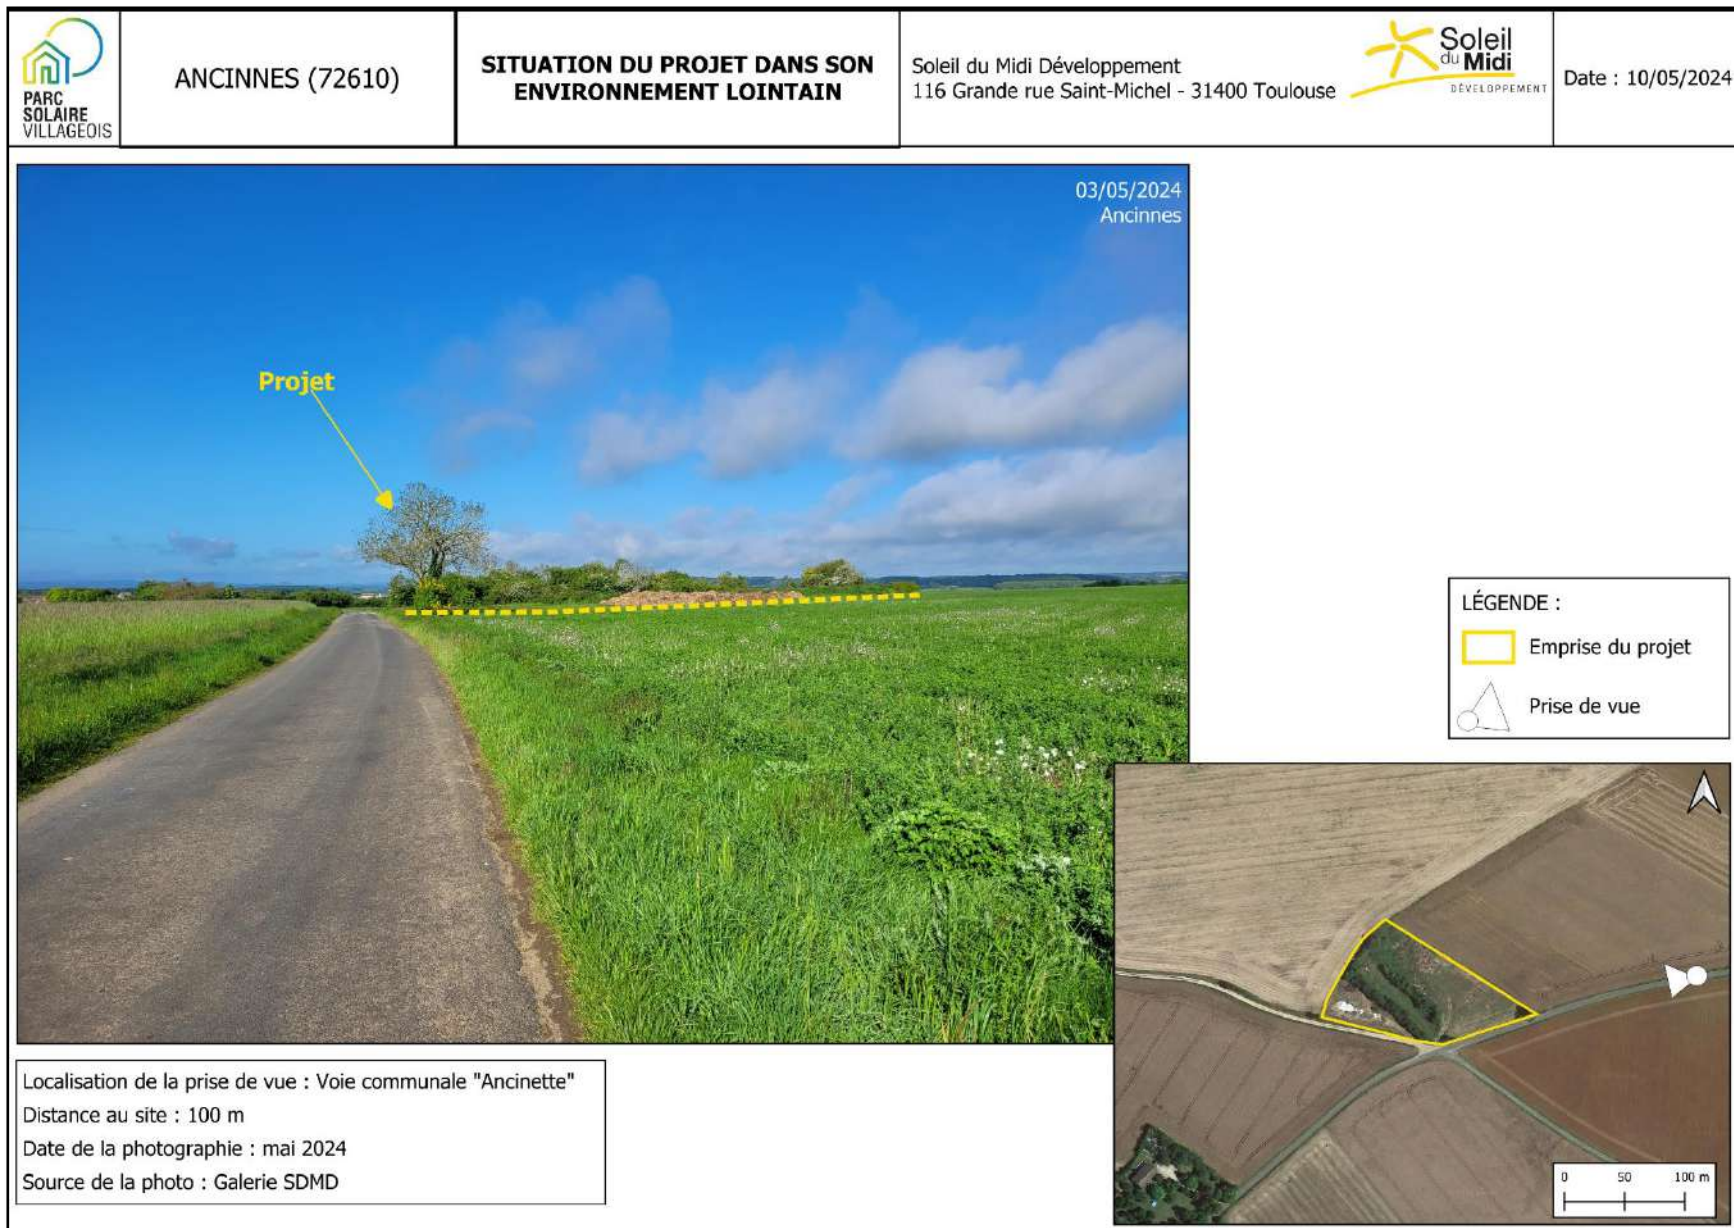 PARC
SOLAIRE
VILLAGEOIS
ANCINNES (72610)
SITUATION DU PROJET DANS SON
ENVIRONNEMENT LOINTAIN
Soleil du Midi Développement
116 Grande rue Saint-Michel - 31400 Toulouse
Soleil
du Midi
DÉVELOPPEMENT
Date : 10/05/2024
03/05/2024
Ancinnes
Projet
LÉGENDE :
Emprise du projet
Prise de vue
Localisation de la prise de vue : Voie communale "Ancinette"
Distance au site : 100 m
Date de la photographie : mai 2024
Source de la photo : Galerie SDMD
0 50 100 m